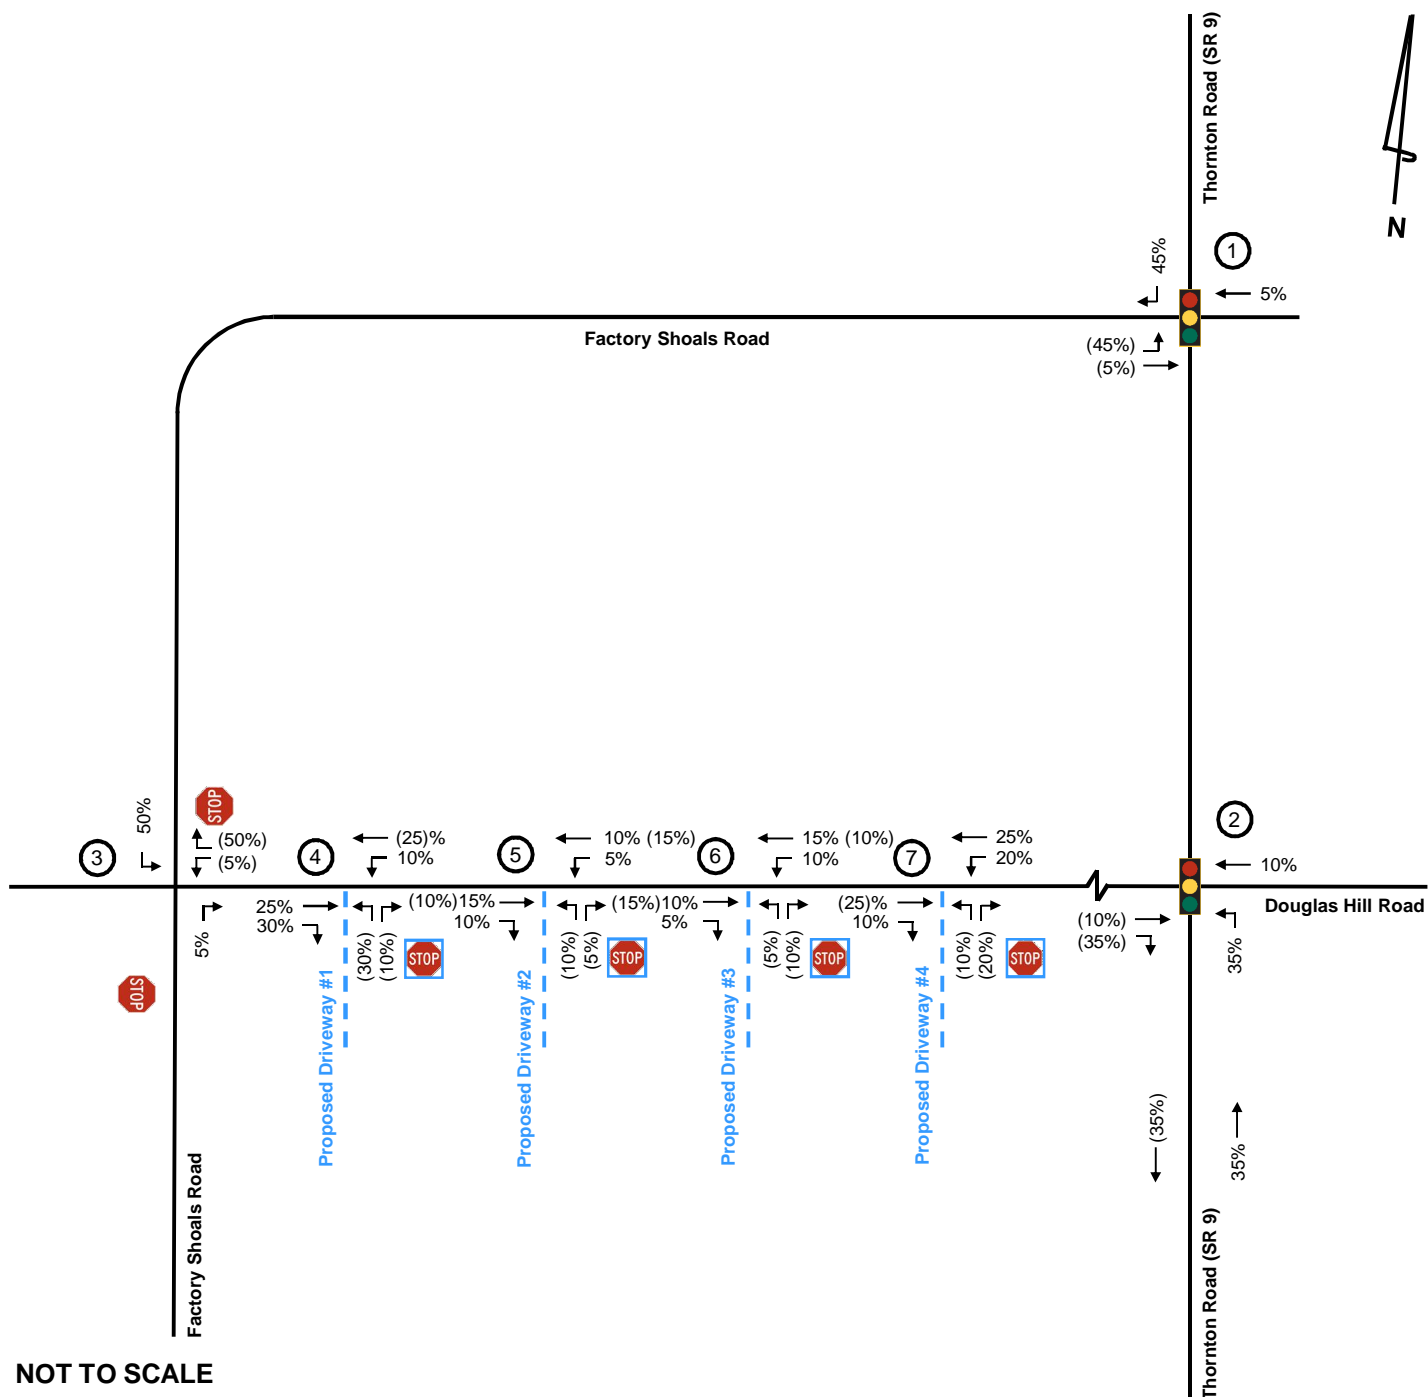 Thornton Road (SR 9)
N
1
45%
5%
Factory Shoals Road
(45%)
(5%)
STOP
50%
3
(50%)
(5%)
4
(25)%
10%
5
10% (15%)
5%
6
15% (10%)
10%
7
25%
20%
2
10%
Douglas Hill Road
5%
25%
30%
(30%)
(10%)
STOP
(10%)15%
10%
(10%)
(5%)
STOP
(15%)10%
5%
(5%)
(10%)
STOP
(25)%
10%
(10%)
(20%)
STOP
(10%)
(35%)
35%
STOP
Proposed Driveway #1
Proposed Driveway #2
Proposed Driveway #3
Proposed Driveway #4
(35%)
35%
Factory Shoals Road
Thornton Road (SR 9)
NOT TO SCALE